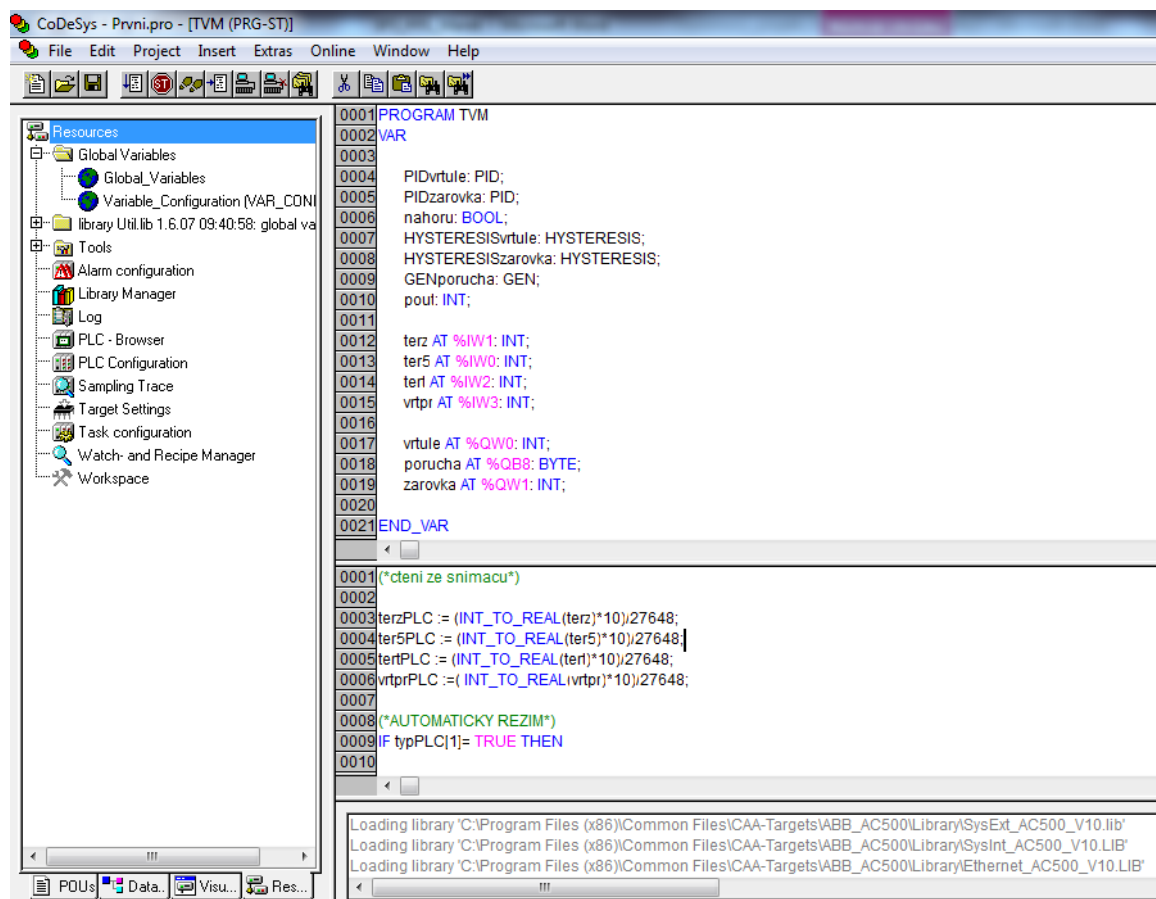 CoDeSys - Prvni.pro - [TVM (PRG-ST)]
File Edit Project Insert Extras Online Window Help
Resources
Global Variables
Global_Variables
Variable_Configuration (VAR_CONI
library Util.lib 1.6.07 09:40:58: global va
Tools
Alarm configuration
Library Manager
Log
PLC - Browser
PLC Configuration
Sampling Trace
Target Settings
Task configuration
Watch- and Recipe Manager
Workspace
POUs Data.. Visu... Res...
0001 PROGRAM TVM
0002 VAR
0003
0004 PIDvrtule: PID;
0005 PIDzarovka: PID;
0006 nahoru: BOOL;
0007 HYSTERESISvrtule: HYSTERESIS;
0008 HYSTERESISzarovka: HYSTERESIS;
0009 GENporucha: GEN;
0010 pout: INT;
0011
0012 terz AT %IW1: INT;
0013 ter5 AT %IW0: INT;
0014 tert AT %IW2: INT;
0015 vrtpr AT %IW3: INT;
0016
0017 vrtule AT %QW0: INT;
0018 porucha AT %QB8: BYTE;
0019 zarovka AT %QW1: INT;
0020
0021 END_VAR
0001 (*cteni ze snimacu*)
0002
0003 terzPLC := (INT_TO_REAL(terz)*10)/27648;
0004 ter5PLC := (INT_TO_REAL(ter5)*10)/27648;
0005 tertPLC := (INT_TO_REAL(tert)*10)/27648;
0006 vrtprPLC :=( INT_TO_REAL(vrtpr)*10)/27648;
0007
0008 (*AUTOMATICKY REZIM*)
0009 IF typPLC[1]= TRUE THEN
0010
Loading library 'C:\Program Files (x86)\Common Files\CAA-Targets\ABB_AC500\Library\SysExt_AC500_V10.lib'
Loading library 'C:\Program Files (x86)\Common Files\CAA-Targets\ABB_AC500\Library\SysInt_AC500_V10.LIB'
Loading library 'C:\Program Files (x86)\Common Files\CAA-Targets\ABB_AC500\Library\Ethernet_AC500_V10.LIB'